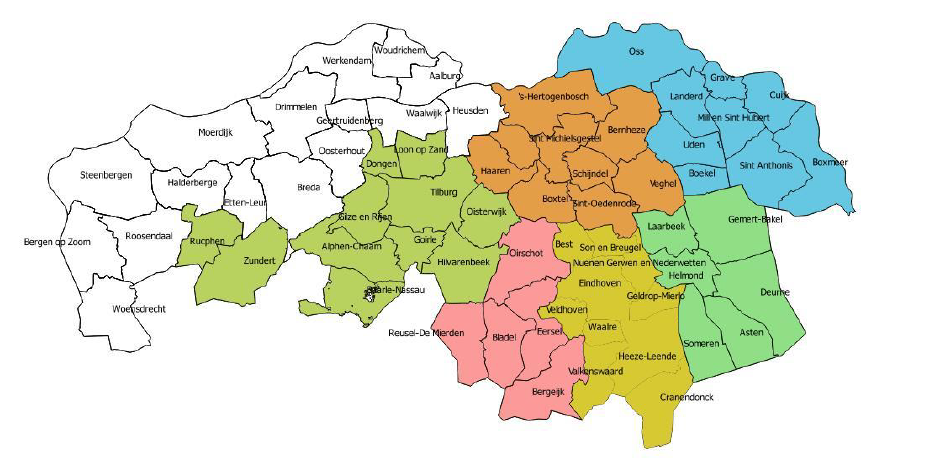 Woudrichem
Oss
Werkendam
Aalburg
Grave
Landerd
Cuijk
's-Hertogenbosch
Drimmelen
Heusden
Waalwijk
Geertruidenberg
Mill en Sint Hubert
Moerdijk
Bernheze
Sint Michielsgestel
Uden
Oosterhout
Loon op Zand
Dongen
Boxmeer
Sint Anthonis
Haaren
Schijndel
Boekel
Steenbergen
Halderberge
Veghel
Breda
Tilburg
Boxtel
Etten-Leur
Sint-Oedenrode
Oisterwijk
Gilze en Rijen
Gemert-Bakel
Laarbeek
Roosendaal
Rucphen
Goirle
Bergen op Zoom
Alphen-Chaam
Best
Son en Breugel
Oirschot
Zundert
Hilvarenbeek
Nuenen Gerwen en Nederwetten
Helmond
Eindhoven
Baarle-Nassau
Deurne
Geldrop-Mierlo
Woensdrecht
Veldhoven
Waalre
Reusel-De Mierden
Eersel
Asten
Bladel
Someren
Heeze-Leende
Valkenswaard
Bergeijk
Cranendonck